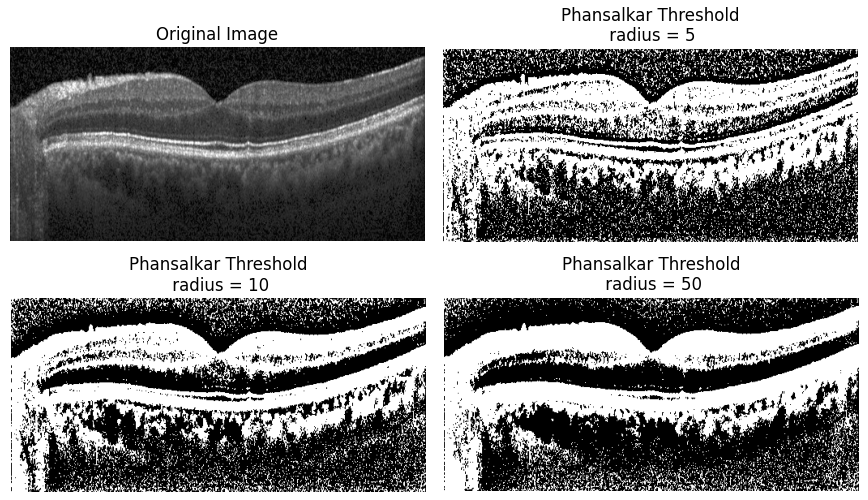 Original Image
Phansalkar Threshold
radius = 5
Phansalkar Threshold
radius = 10
Phansalkar Threshold
radius = 50